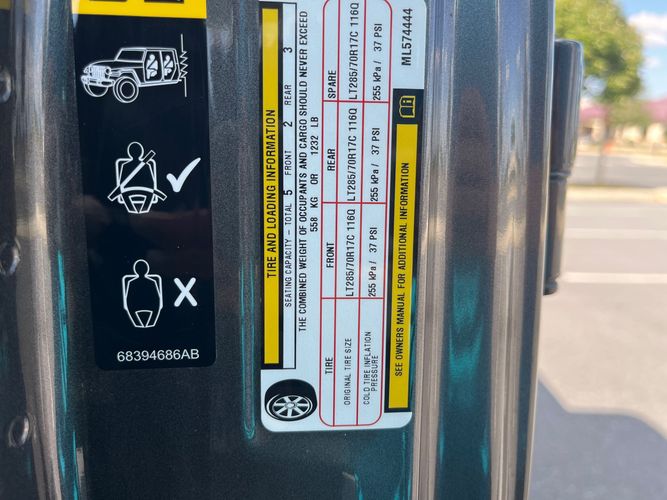 68394686AB
TIRE AND LOADING INFORMATION
SEATING CAPACITY – TOTAL 5 FRONT 2 REAR 3
THE COMBINED WEIGHT OF OCCUPANTS AND CARGO SHOULD NEVER EXCEED
558 KG OR 1232 LB
TIRE FRONT REAR SPARE
ORIGINAL TIRE SIZE LT285/70R17C 116Q LT285/70R17C 116Q LT285/70R17C 116Q
COLD TIRE INFLATION PRESSURE 255 kPa / 37 PSI 255 kPa / 37 PSI 255 kPa / 37 PSI
SEE OWNERS MANUAL FOR ADDITIONAL INFORMATION
ML574444